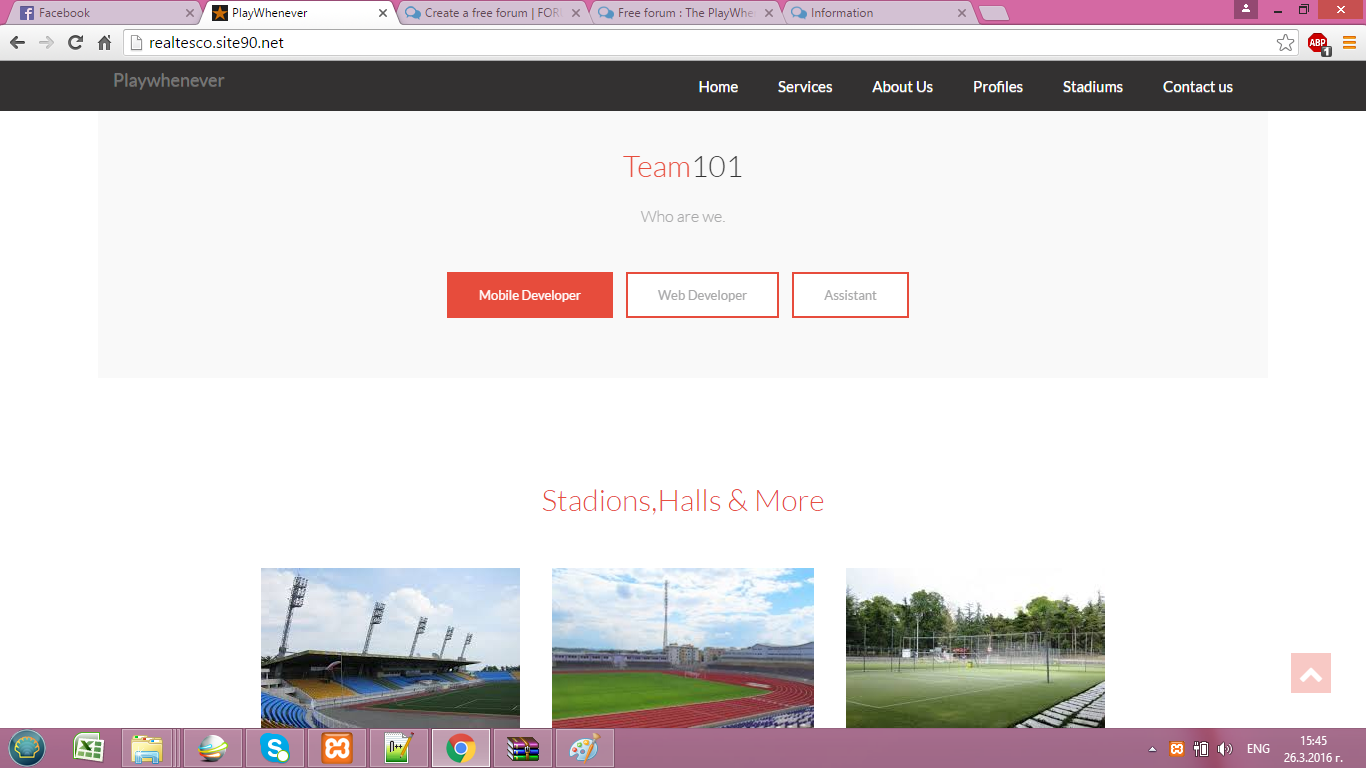 Facebook
PlayWhenever
Create a free forum | FOR
Free forum : The PlayWhe
Information
realtesco.site90.net
ABP
1
Playwhenever
Home
Services
About Us
Profiles
Stadiums
Contact us
Team101
Who are we.
Mobile Developer
Web Developer
Assistant
Stadions,Halls & More
ENG
15:45
26.3.2016 г.